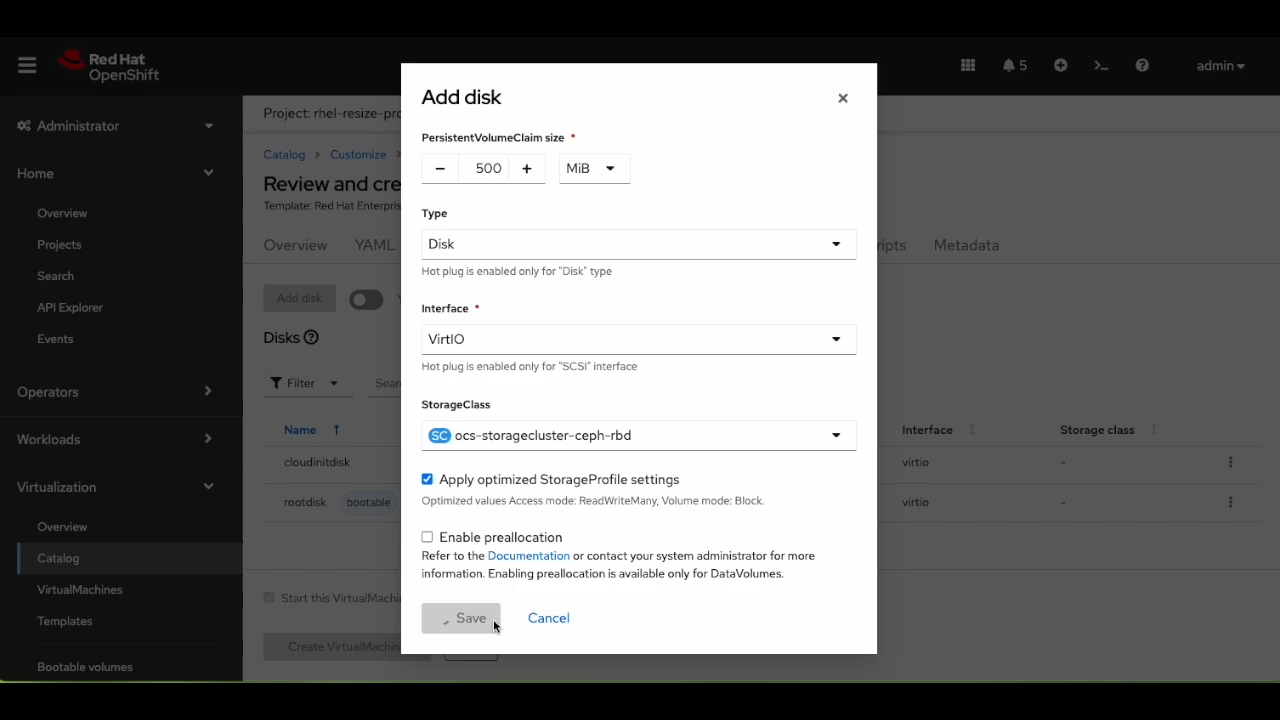 Red Hat
OpenShift
5
admin
Administrator
Home
Overview
Projects
Search
API Explorer
Events
Operators
Workloads
Virtualization
Overview
Catalog
VirtualMachines
Templates
Bootable volumes
Project: rhel-resize-pro
Catalog
Customize
Review and cre
Template: Red Hat Enterpris
Overview YAML ripts Metadata
Add disk
Disks
Filter Sear
Name Interface Storage class
cloudinitdisk virtio -
rootdisk bootable virtio -
Start this VirtualMachin
Create VirtualMachin
Add disk
PersistentVolumeClaim size *
500 MiB
Type
Disk
Hot plug is enabled only for "Disk" type
Interface *
VirtIO
Hot plug is enabled only for "SCSI" interface
StorageClass
SC ocs-storagecluster-ceph-rbd
Apply optimized StorageProfile settings
Optimized values Access mode: ReadWriteMany, Volume mode: Block.
Enable preallocation
Refer to the Documentation or contact your system administrator for more
information. Enabling preallocation is available only for DataVolumes.
Save Cancel